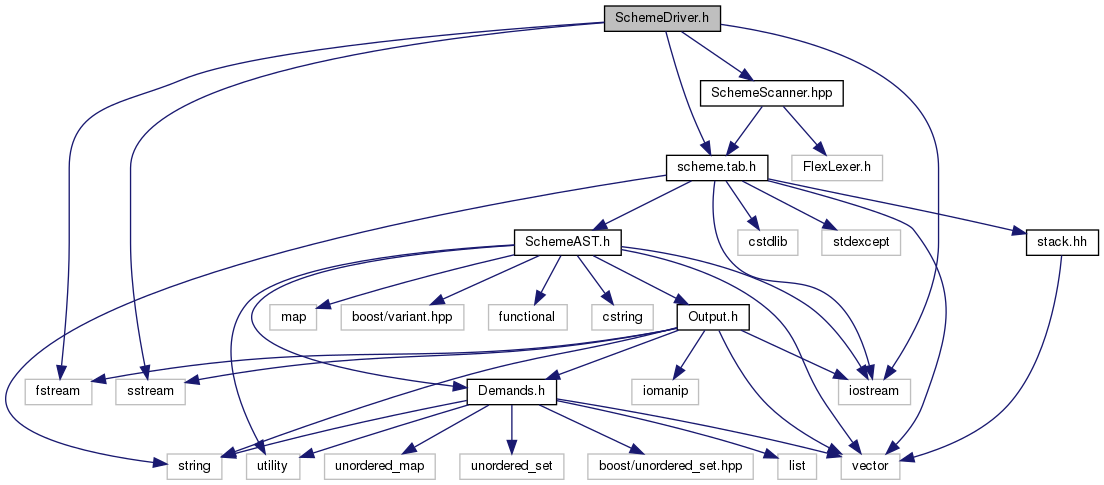 SchemeDriver.h
SchemeScanner.hpp
scheme.tab.h
FlexLexer.h
SchemeAST.h
cstdlib
stdexcept
stack.hh
map
boost/variant.hpp
functional
cstring
Output.h
fstream
sstream
Demands.h
iomanip
iostream
string
utility
unordered_map
unordered_set
boost/unordered_set.hpp
list
vector